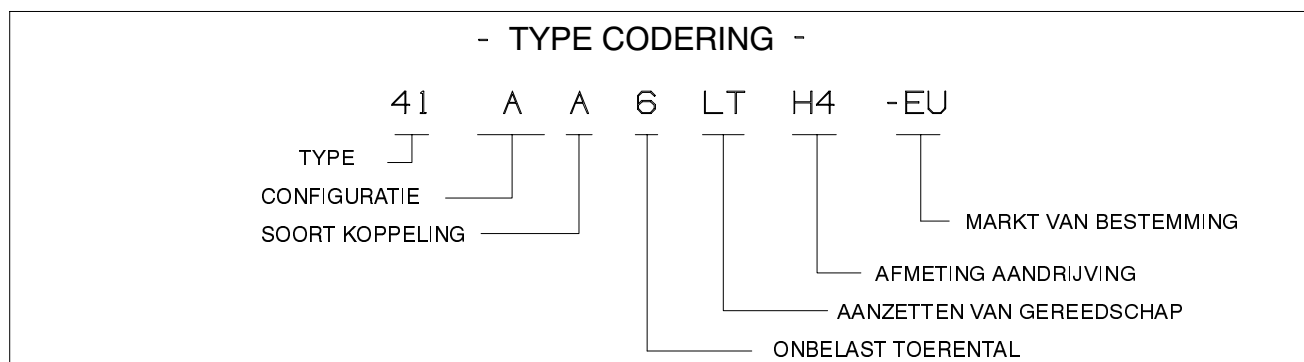 - TYPE CODERING -
41 A A 6 LT H4 -EU
TYPE
CONFIGURATIE
SOORT KOPPELING
MARKT VAN BESTEMMING
AFMETING AANDRIJVING
AANZETTEN VAN GEREEDSCHAP
ONBELAST TOERENTAL